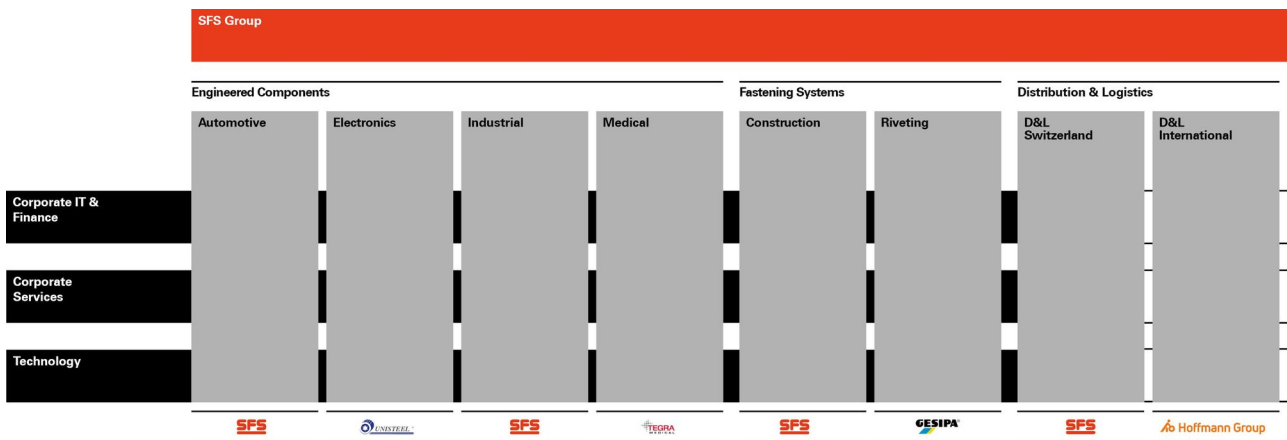 SFS Group
Engineered Components
Fastening Systems
Distribution & Logistics
Automotive
Electronics
Industrial
Medical
Construction
Riveting
D&L
Switzerland
D&L
International
Corporate IT &
Finance
Corporate
Services
Technology
SFS
UNISTEEL
SFS
TEGRA
MEDICAL
SFS
GESIPA
SFS
Hoffmann Group